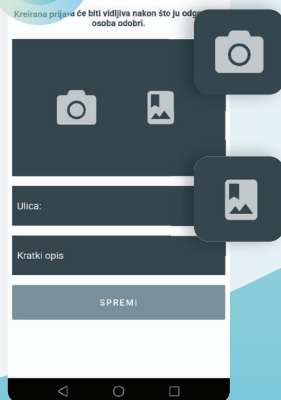 Kreirana prijava će biti vidljiva nakon što ju
osoba odobri.
Ulica:
Kratki opis
SPREMI